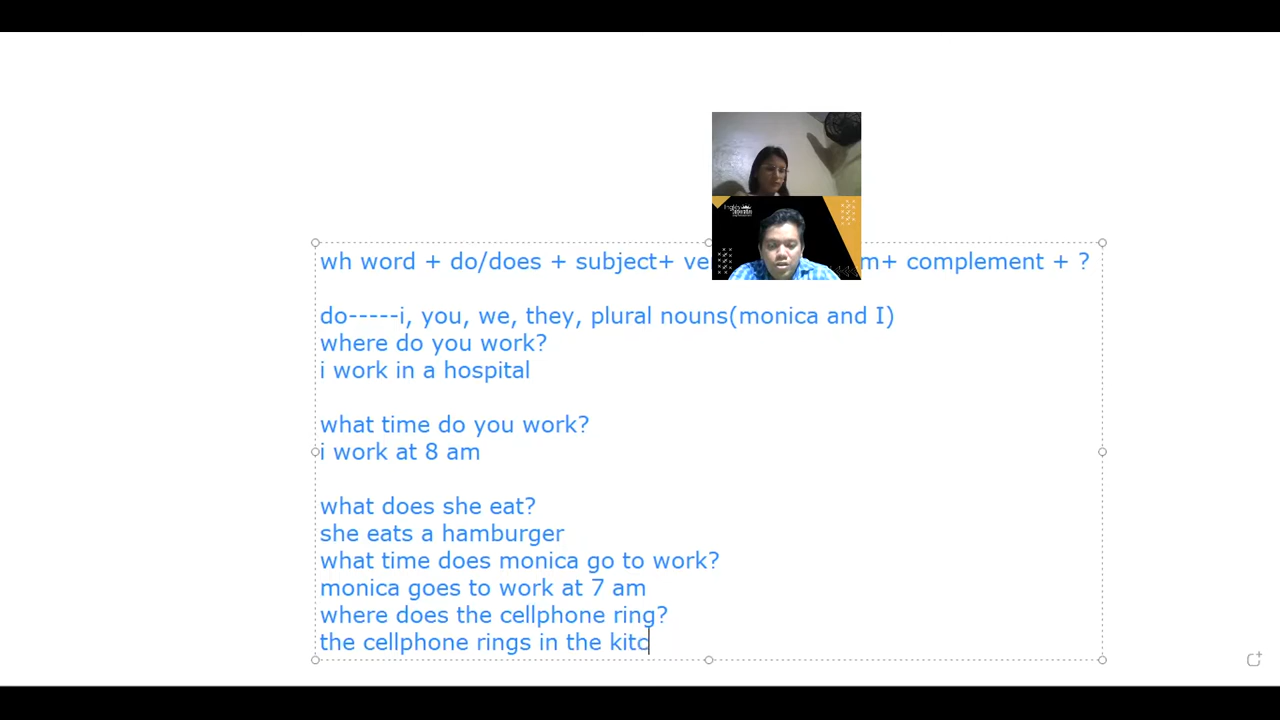 inglés
wh word + do/does + subject+ ve m+ complement + ?
do-----i, you, we, they, plural nouns(monica and I)
where do you work?
i work in a hospital
what time do you work?
i work at 8 am
what does she eat?
she eats a hamburger
what time does monica go to work?
monica goes to work at 7 am
where does the cellphone ring?
the cellphone rings in the kitc